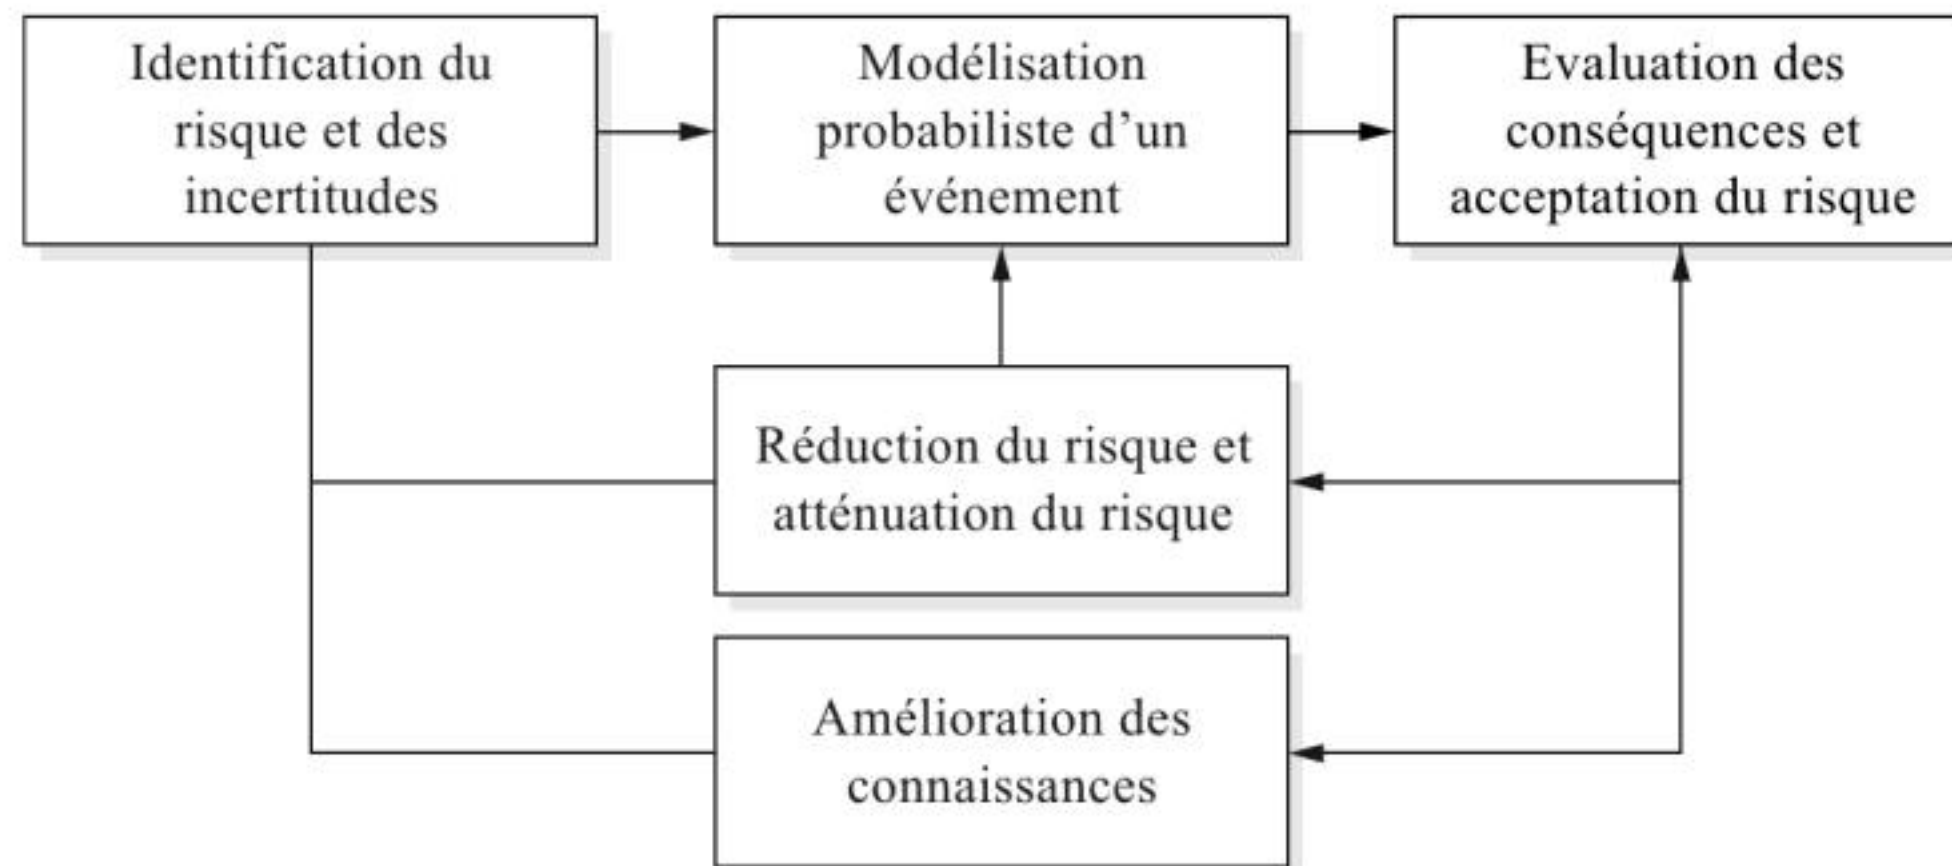 Identification du
risque et des
incertitudes
Modélisation
probabiliste d’un
événement
Evaluation des
conséquences et
acceptation du risque
Réduction du risque et
atténuation du risque
Amélioration des
connaissances